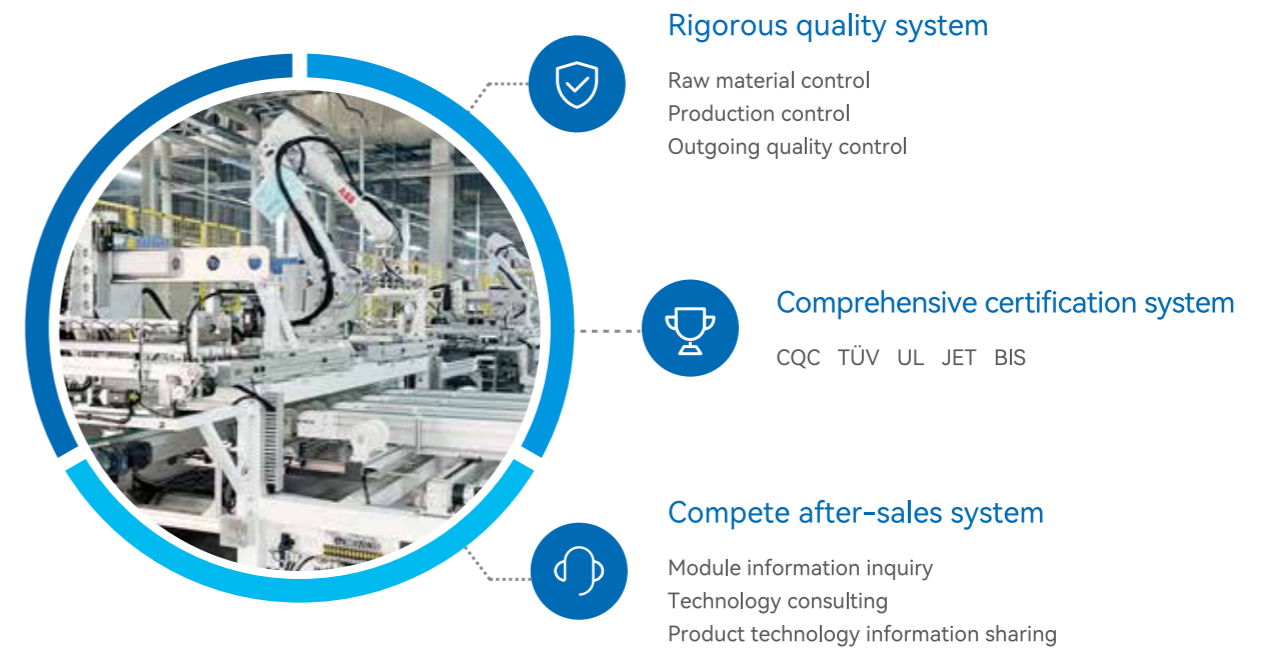 Rigorous quality system
Raw material control
Production control
Outgoing quality control
ABB
Comprehensive certification system
CQC TÜV UL JET BIS
Compete after-sales system
Module information inquiry
Technology consulting
Product technology information sharing